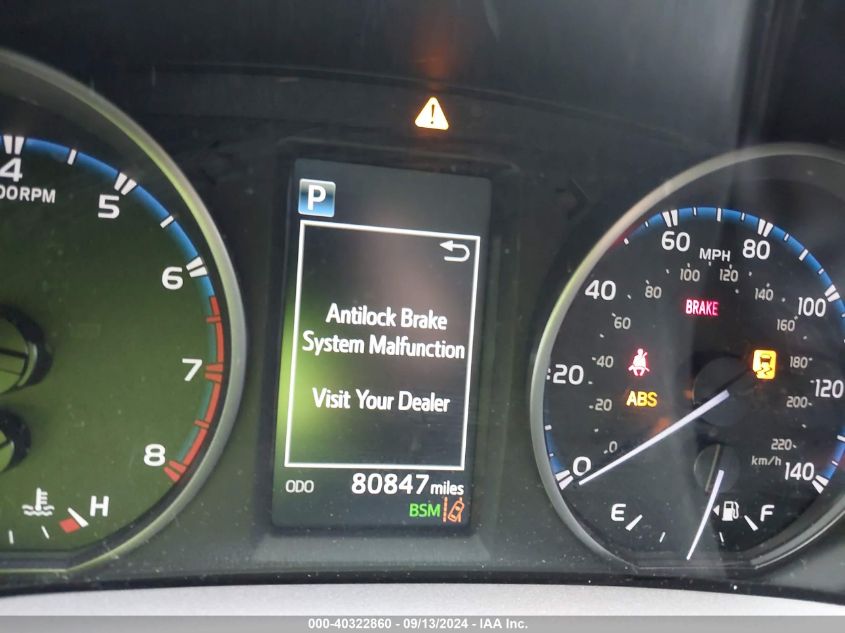 4
00RPM
5
6
7
8
H
P
Antilock Brake
System Malfunction
Visit Your Dealer
ODO 80847 miles
BSM
0
20
40
60
80
100
120
140
MPH
0
20
40
60
80
100
120
140
160
180
200
220
km/h
BRAKE
ABS
E
F
000-40322860 - 09/13/2024 - IAA Inc.